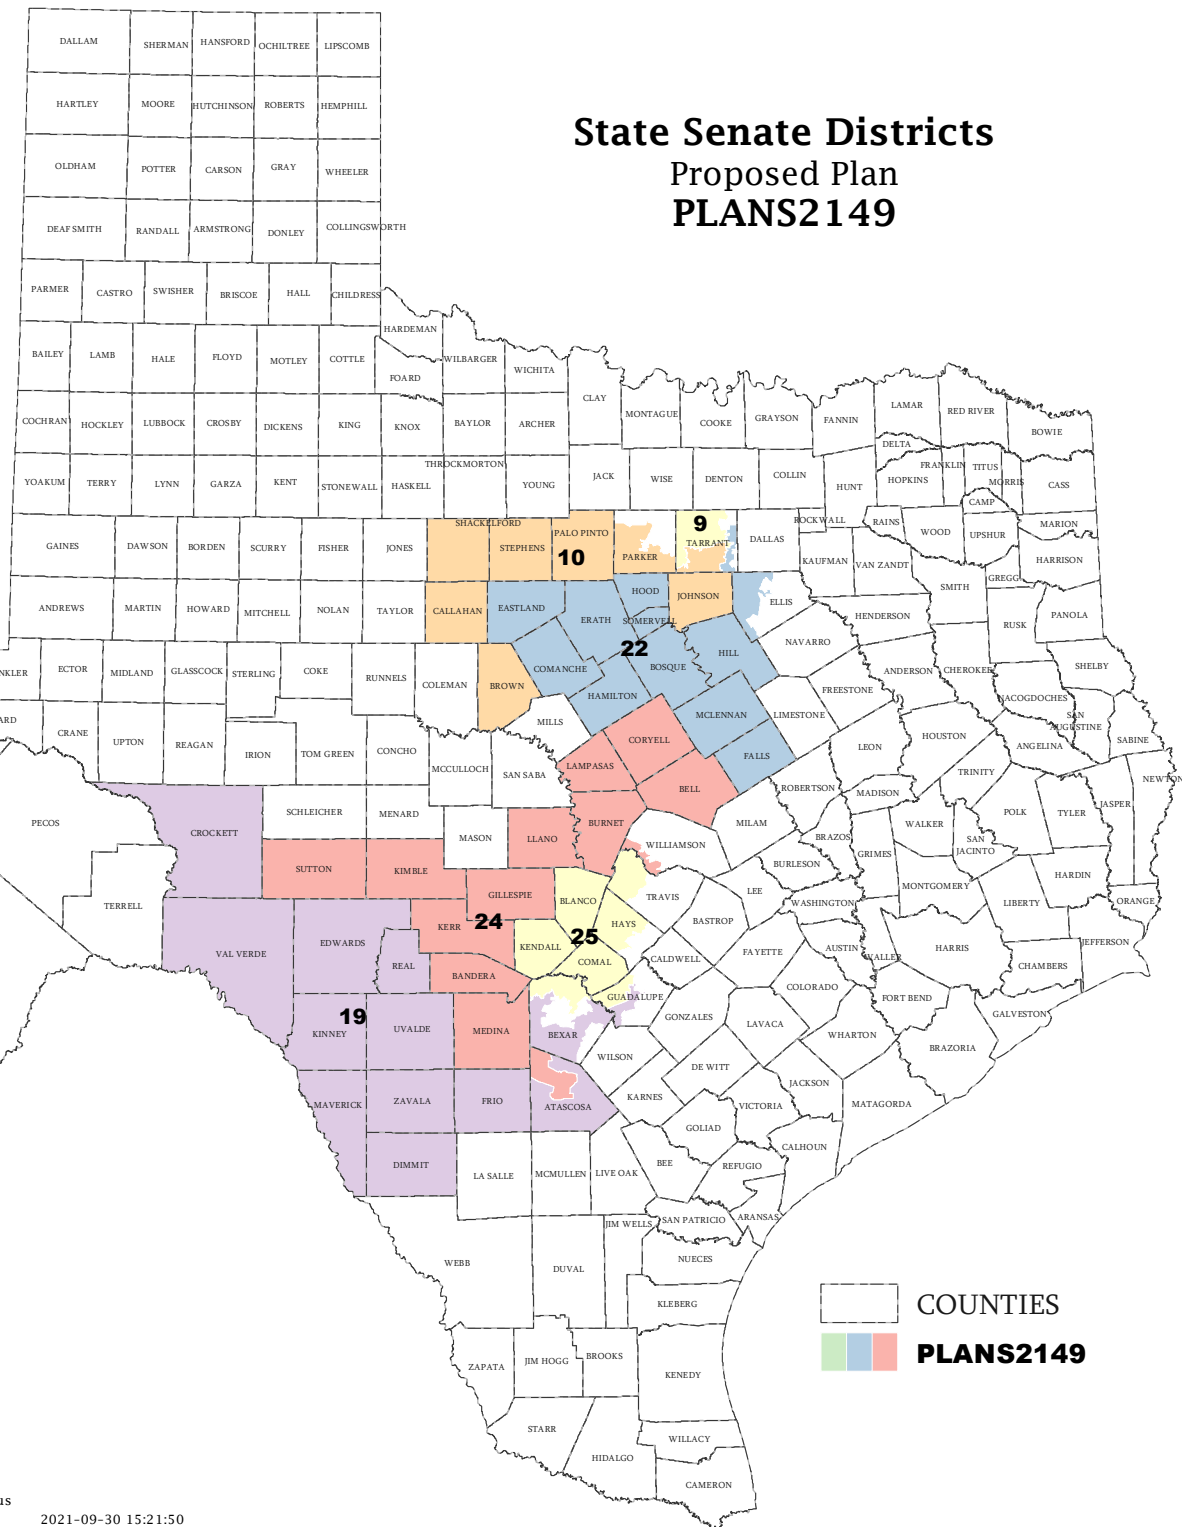 State Senate Districts
Proposed Plan
PLANS2149
DALLAM
SHERMAN
HANSFORD
OCHILTREE
LIPSCOMB
HARTLEY
MOORE
HUTCHINSON
ROBERTS
HEMPHILL
OLDHAM
POTTER
CARSON
GRAY
WHEELER
DEAF SMITH
RANDALL
ARMSTRONG
DONLEY
COLLINGSWORTH
PARMER
CASTRO
SWISHER
BRISCOE
HALL
CHILDRESS
HARDEMAN
BAILEY
LAMB
HALE
FLOYD
MOTLEY
COTTLE
WILBARGER
WICHITA
FOARD
CLAY
MONTAGUE
COOKE
GRAYSON
FANNIN
LAMAR
RED RIVER
BOWIE
COCHRAN
HOCKLEY
LUBBOCK
CROSBY
DICKENS
KING
KNOX
BAYLOR
ARCHER
DELTA
THROCKMORTON
FRANKLIN
TITUS
MORRIS
CASS
YOAKUM
TERRY
LYNN
GARZA
KENT
STONEWALL
HASKELL
YOUNG
JACK
WISE
DENTON
COLLIN
HUNT
HOPKINS
CAMP
SHACKELFORD
9
ROCKWALL
RAINS
WOOD
UPSHUR
MARION
GAINES
DAWSON
BORDEN
SCURRY
FISHER
JONES
STEPHENS
PALO PINTO
10
PARKER
TARRANT
DALLAS
KAUFMAN
VAN ZANDT
HARRISON
GREGG
SMITH
ANDREWS
MARTIN
HOWARD
MITCHELL
NOLAN
TAYLOR
CALLAHAN
EASTLAND
ERATH
HOOD
SOMERVELL
JOHNSON
ELLIS
HENDERSON
RUSK
PANOLA
NKLER
ECTOR
MIDLAND
GLASSCOCK
STERLING
COKE
RUNNELS
COLEMAN
BROWN
COMANCHE
22
BOSQUE
HILL
NAVARRO
ANDERSON
CHEROKEE
SHELBY
HAMILTON
FREESTONE
NACOGDOCHES
ARD
CRANE
UPTON
REAGAN
IRION
TOM GREEN
CONCHO
MILLS
MCLENNAN
LIMESTONE
SAN
AUGUSTINE
HOUSTON
ANGELINA
SABINE
MCCULLOCH
SAN SABA
LAMPASAS
CORYELL
FALLS
LEON
TRINITY
NEWTON
BELL
ROBERTSON
MADISON
PECOS
CROCKETT
SCHLEICHER
MENARD
MASON
LLANO
BURNET
MILAM
BRAZOS
WALKER
POLK
TYLER
JASPER
SAN
JACINTO
WILLIAMSON
GRIMES
SUTTON
KIMBLE
GILLESPIE
BURLESON
HARDIN
TERRELL
BLANCO
TRAVIS
LEE
WASHINGTON
MONTGOMERY
LIBERTY
ORANGE
VAL VERDE
EDWARDS
KERR
24
25
HAYS
BASTROP
AUSTIN
HARRIS
JEFFERSON
KENDALL
COMAL
CALDWELL
FAYETTE
WALLER
REAL
BANDERA
CHAMBERS
COLORADO
GUADALUPE
FORT BEND
19
KINNEY
UVALDE
MEDINA
BEXAR
GONZALES
LAVACA
WHARTON
GALVESTON
WILSON
BRAZORIA
DE WITT
JACKSON
MAVERICK
ZAVALA
FRIO
ATASCOSA
KARNES
VICTORIA
MATAGORDA
GOLIAD
CALHOUN
DIMMIT
LA SALLE
MCMULLEN
LIVE OAK
BEE
REFUGIO
JIM WELLS
SAN PATRICIO
ARANSAS
WEBB
DUVAL
NUECES
KLEBERG
COUNTIES
PLANS2149
ZAPATA
JIM HOGG
BROOKS
KENEDY
STARR
HIDALGO
WILLACY
CAMERON
us
2021-09-30 15:21:50